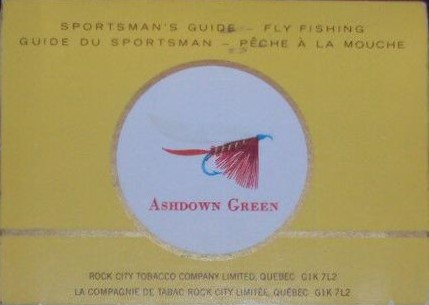 SPORTSMAN'S GUIDE – FLY FISHING
GUIDE DU SPORTSMAN – PÊCHE À LA MOUCHE
ASHDOWN GREEN
ROCK CITY TOBACCO COMPANY LIMITED, QUEBEC G1K 7L2
LA COMPAGNIE DE TABAC ROCK CITY LIMITÉE, QUÉBEC G1K 7L2